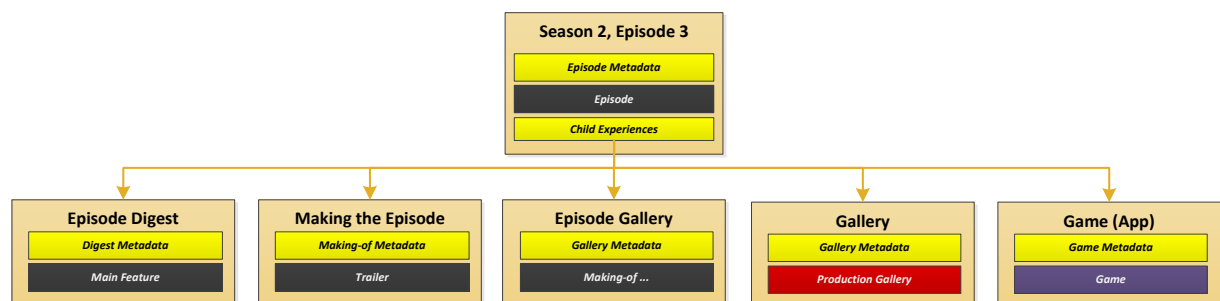 Season 2, Episode 3
Episode Metadata
Episode
Child Experiences
Episode Digest
Digest Metadata
Main Feature
Making the Episode
Making-of Metadata
Trailer
Episode Gallery
Gallery Metadata
Making-of ...
Gallery
Gallery Metadata
Production Gallery
Game (App)
Game Metadata
Game